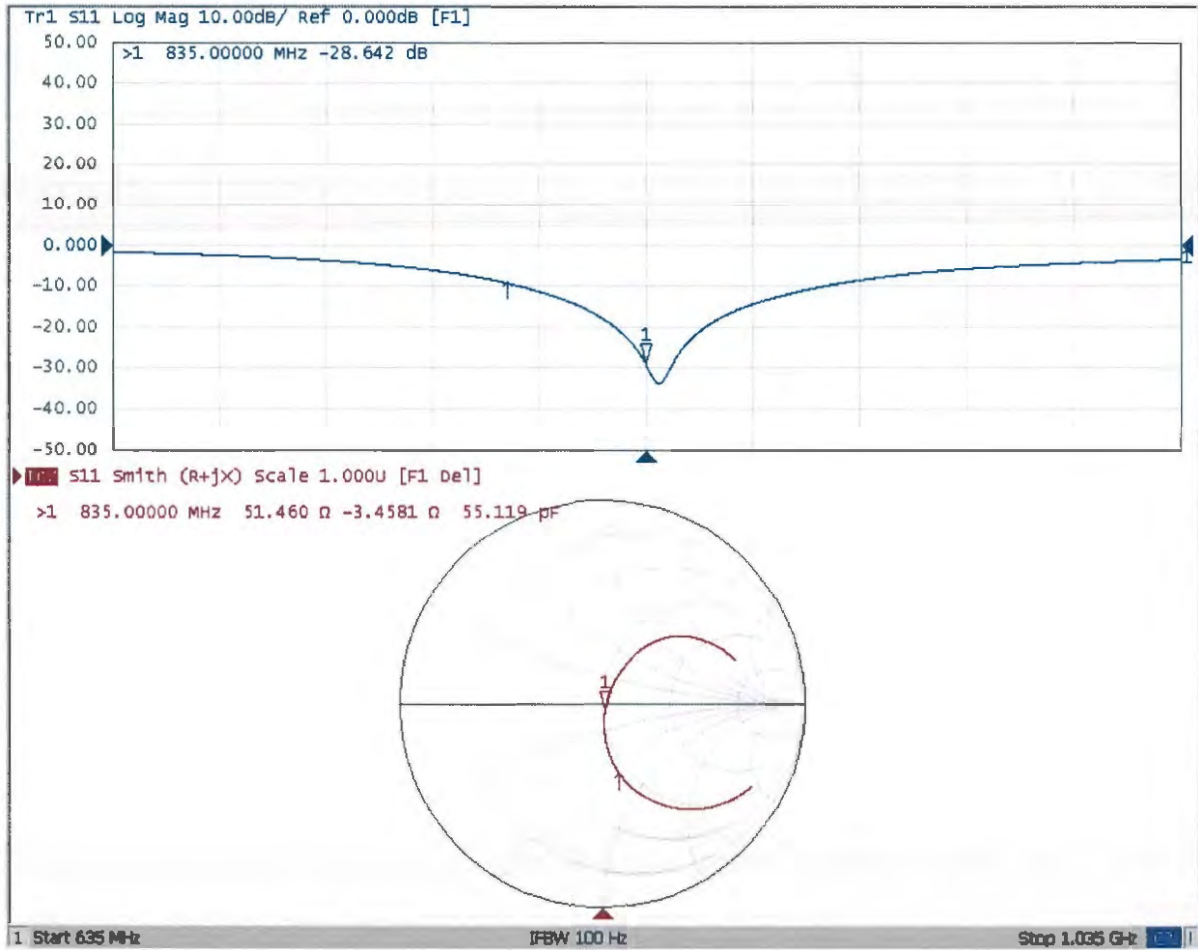 Tr1 S11 Log Mag 10.00dB/ Ref 0.000dB [F1]
50.00
>1 835.00000 MHz -28.642 dB
40.00
30.00
20.00
10.00
0.000
1
-10.00
-20.00
1
-30.00
-40.00
-50.00
S11 Smith (R+jX) Scale 1.000U [F1 Del]
>1 835.00000 MHz 51.460 Ω -3.4581 Ω 55.119 pF
1
1 Start 635 MHz IFBW 100 Hz Stop 1.035 GHz